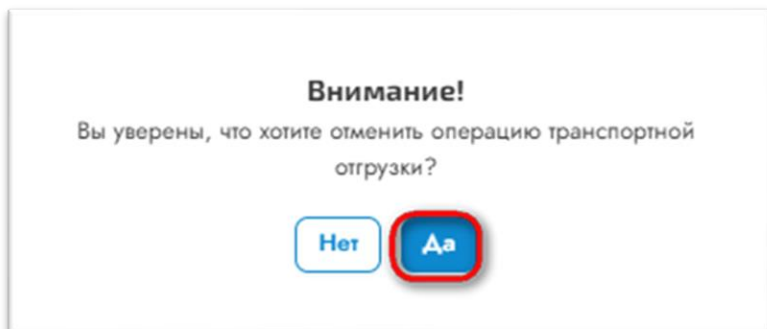 Внимание!
Вы уверены, что хотите отменить операцию транспортной
отгрузки?
Нет
Да